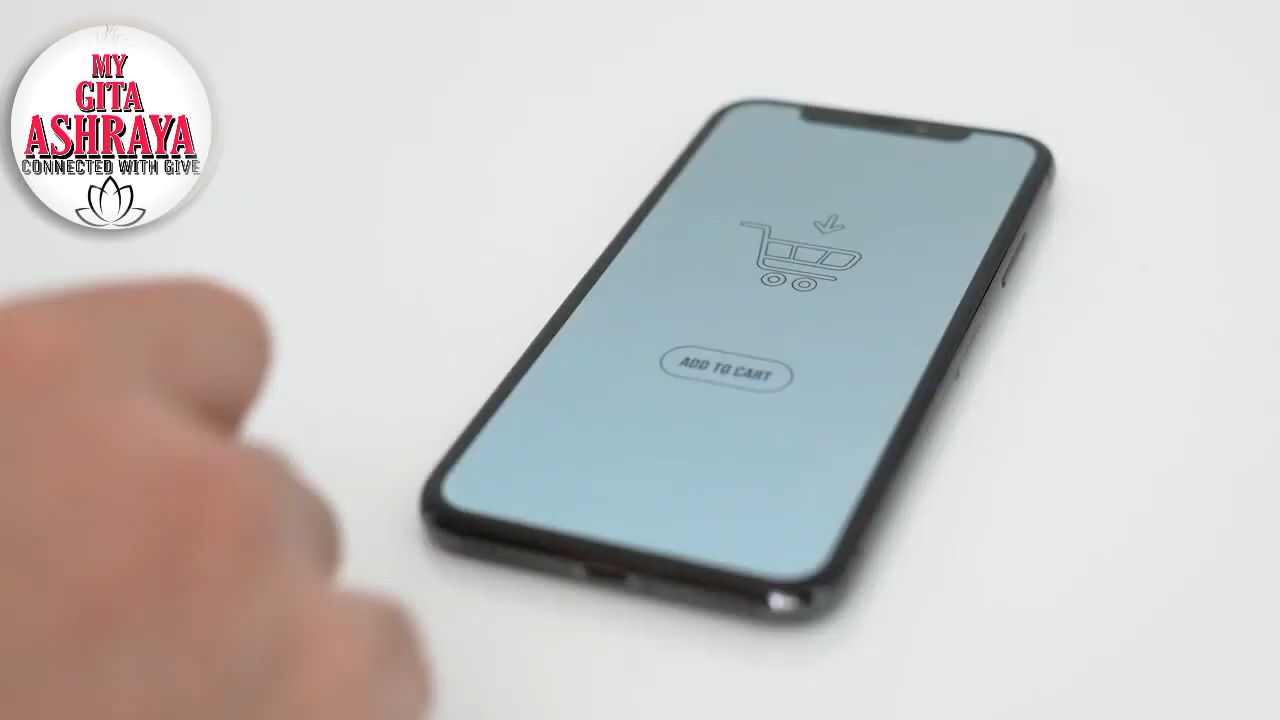 MY
GITA
ASHRAYA
CONNECTED WITH GIVE
ADD TO CART